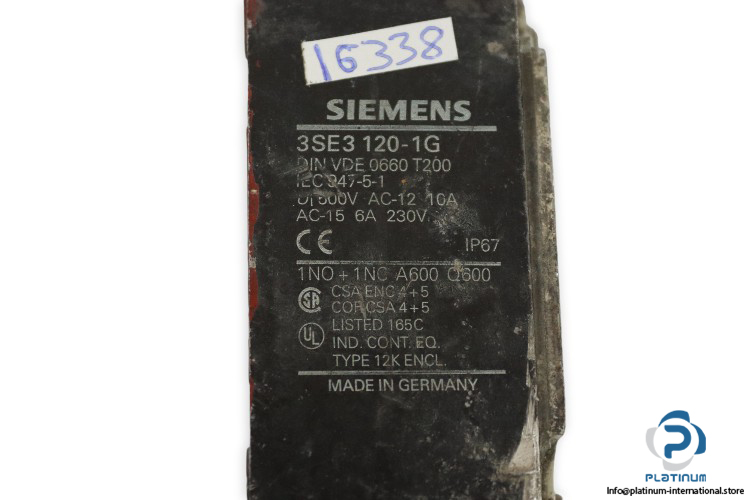 16338
SIEMENS
3SE3 120-1G
DIN VDE 0660 T200
IEC 947-5-1
Ui 500V AC-12 10A
AC-15 6A 230V
CE IP67
1NO + 1NC A600 Q600
CSA ENC 4+5
COF CSA 4+5
UL LISTED 165C
IND. CONT. EQ.
TYPE 12K ENCL.
MADE IN GERMANY
PLATINUM
Info@platinum-international.store